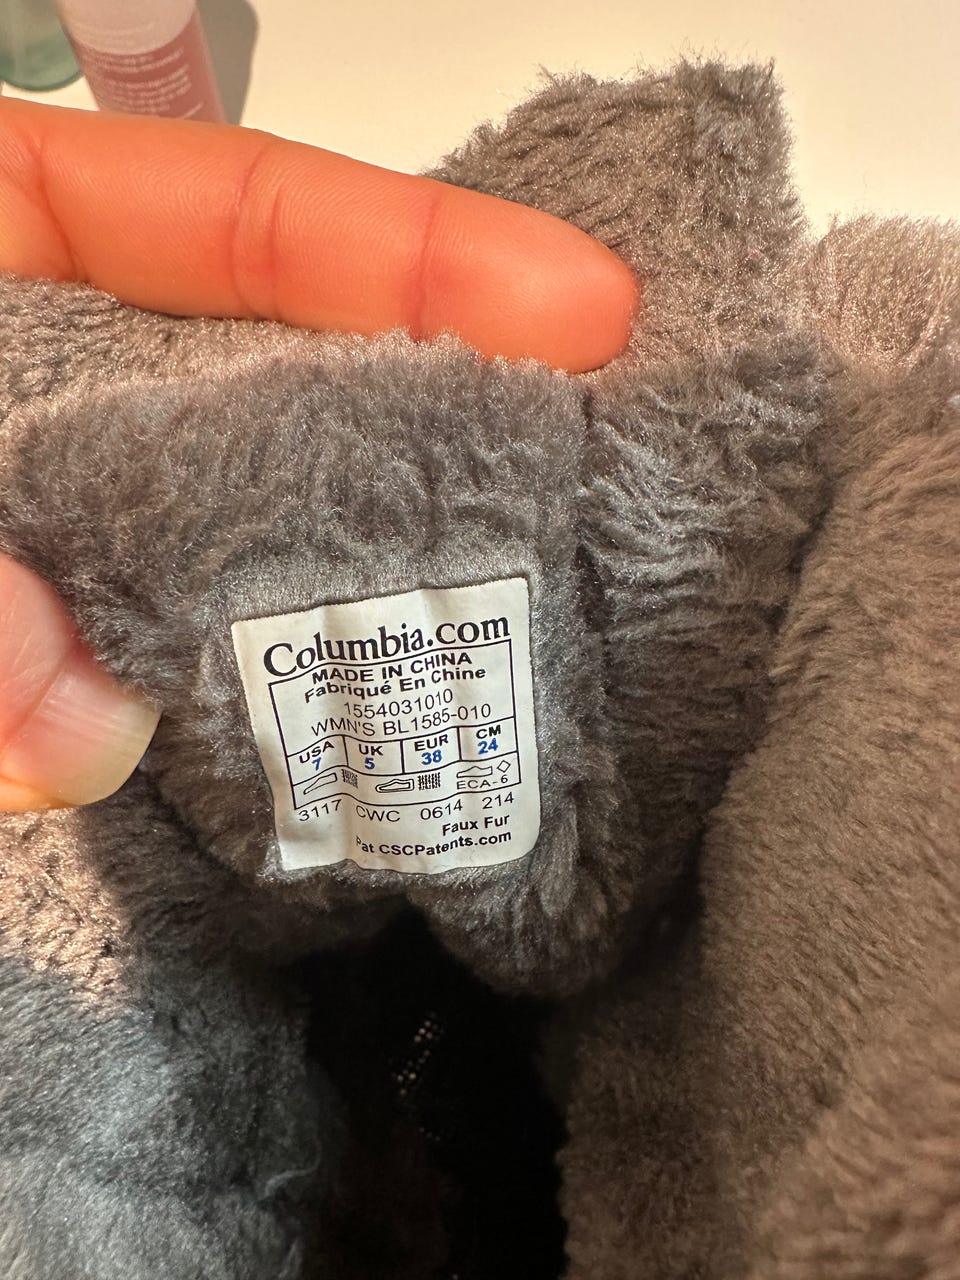 Columbia.com
MADE IN CHINA
Fabriqué En Chine
1554031010
WMN'S BL1585-010
USA UK EUR CM
7 5 38 24
ECA-6
3117 CWC 0614 214
Faux Fur
Pat CSCPatents.com